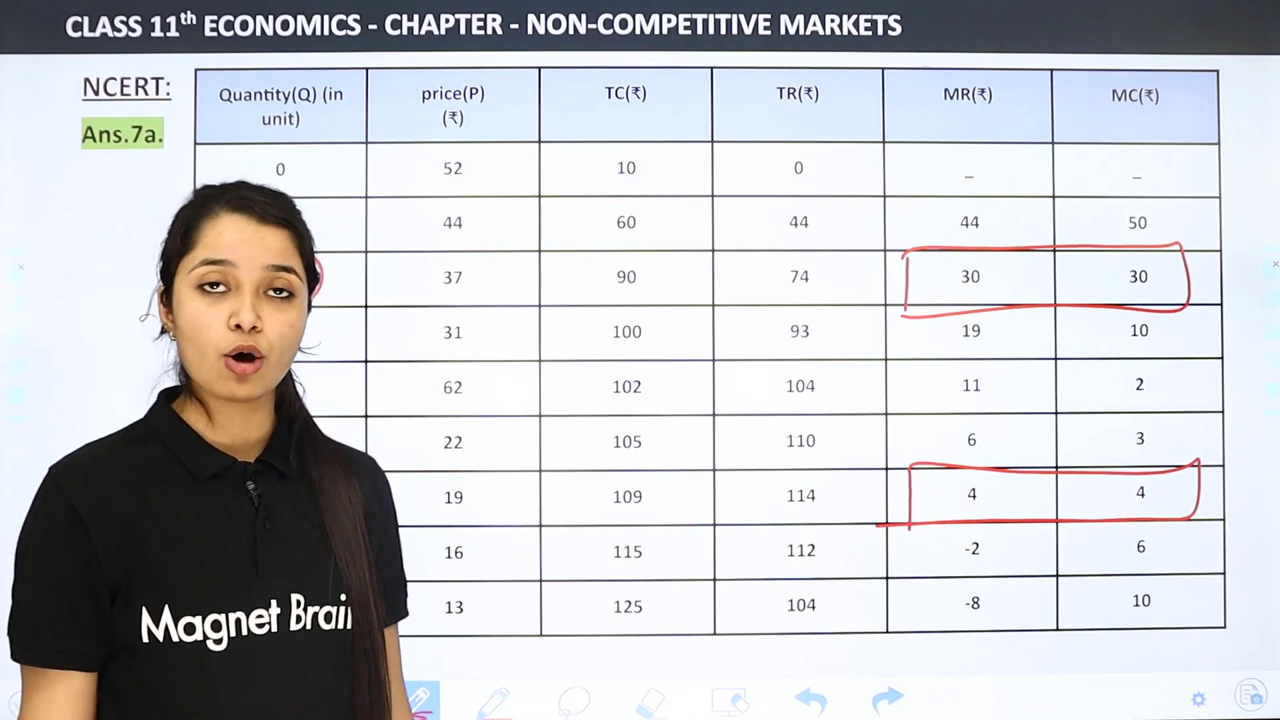 CLASS 11th ECONOMICS - CHAPTER - NON-COMPETITIVE MARKETS
NCERT:
Ans.7a.
Quantity(Q) (in unit) price(P) (₹) TC(₹) TR(₹) MR(₹) MC(₹)
0 52 10 0 _ _
44 60 44 44 50
37 90 74 30 30
31 100 93 19 10
62 102 104 11 2
22 105 110 6 3
19 109 114 4 4
16 115 112 -2 6
13 125 104 -8 10
Magnet Brain